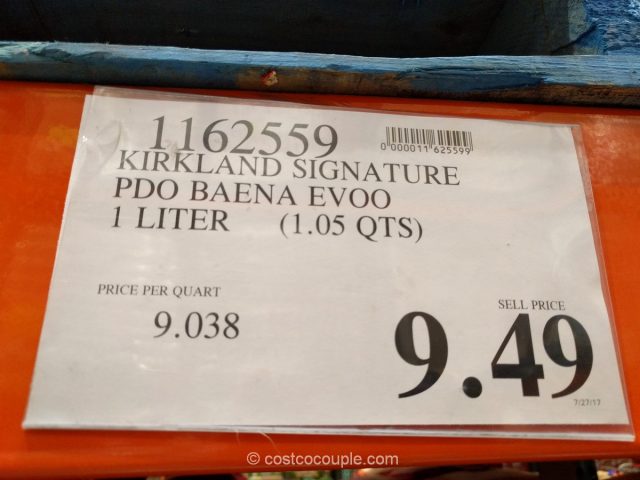 1162559
0"000011"625599"
KIRKLAND SIGNATURE
PDO BAENA EVOO
1 LITER (1.05 QTS)
PRICE PER QUART
9.038
SELL PRICE
9.49
7/27/17
© costcocouple.com